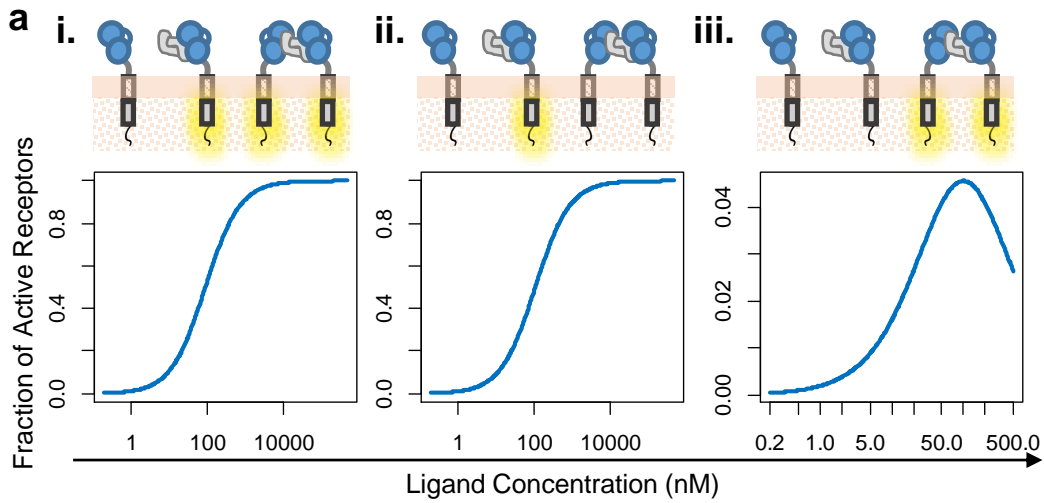 a
i.
ii.
iii.
Fraction of Active Receptors
0.0 0.4 0.8
1 100 10000
0.0 0.4 0.8
1 100 10000
0.00 0.02 0.04
0.2 1.0 5.0 50.0 500.0
Ligand Concentration (nM)